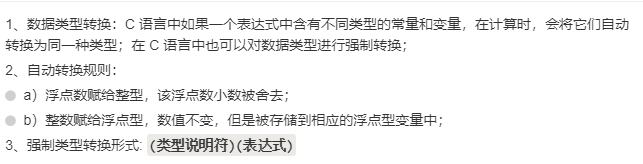 1、数据类型转换：C 语言中如果一个表达式中含有不同类型的常量和变量，在计算时，会将它们自动
转换为同一种类型；在 C 语言中也可以对数据类型进行强制转换；
2、自动转换规则：
a）浮点数赋给整型，该浮点数小数被舍去；
b）整数赋给浮点型，数值不变，但是被存储到相应的浮点型变量中；
3、强制类型转换形式: (类型说明符)(表达式)